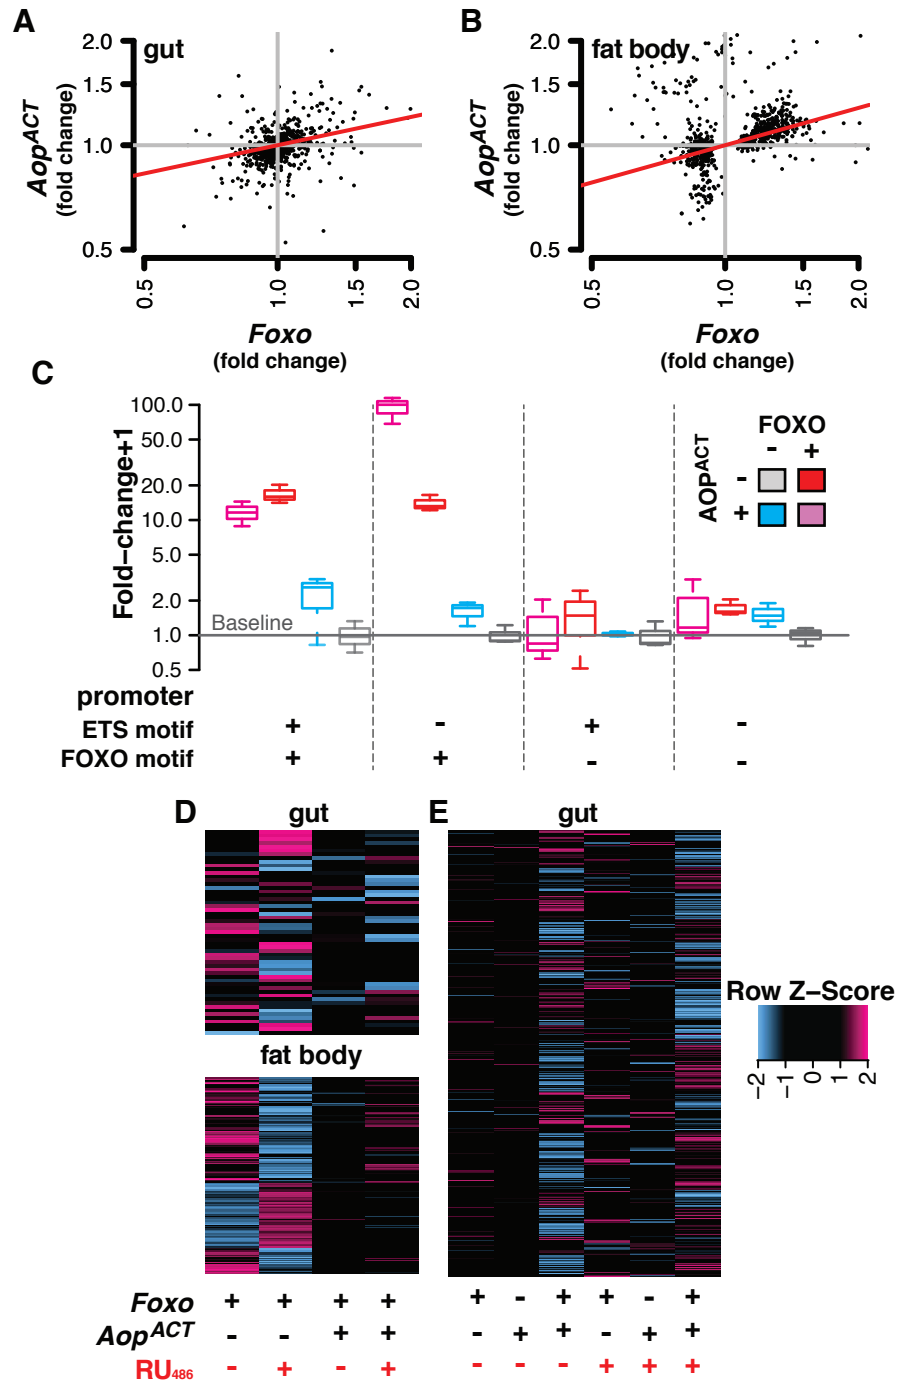 A
gut
2.0
1.5
1.0
0.5
AopACT
(fold change)
0.5
1.0
1.5
2.0
Foxo
(fold change)
B
fat body
2.0
1.5
1.0
0.5
AopACT
(fold change)
0.5
1.0
1.5
2.0
Foxo
(fold change)
C
Fold-change+1
100.0
50.0
20.0
10.0
5.0
2.0
1.0
0.5
Baseline
FOXO
- +
AOPACT
-
+
promoter
ETS motif + - + -
FOXO motif + + - -
D
gut
fat body
E
gut
Row Z-Score
-2 -1 0 1 2
Foxo + + + + + - + + - +
AopACT - - + + - + + - + +
RU486 - + - + - - - + + +